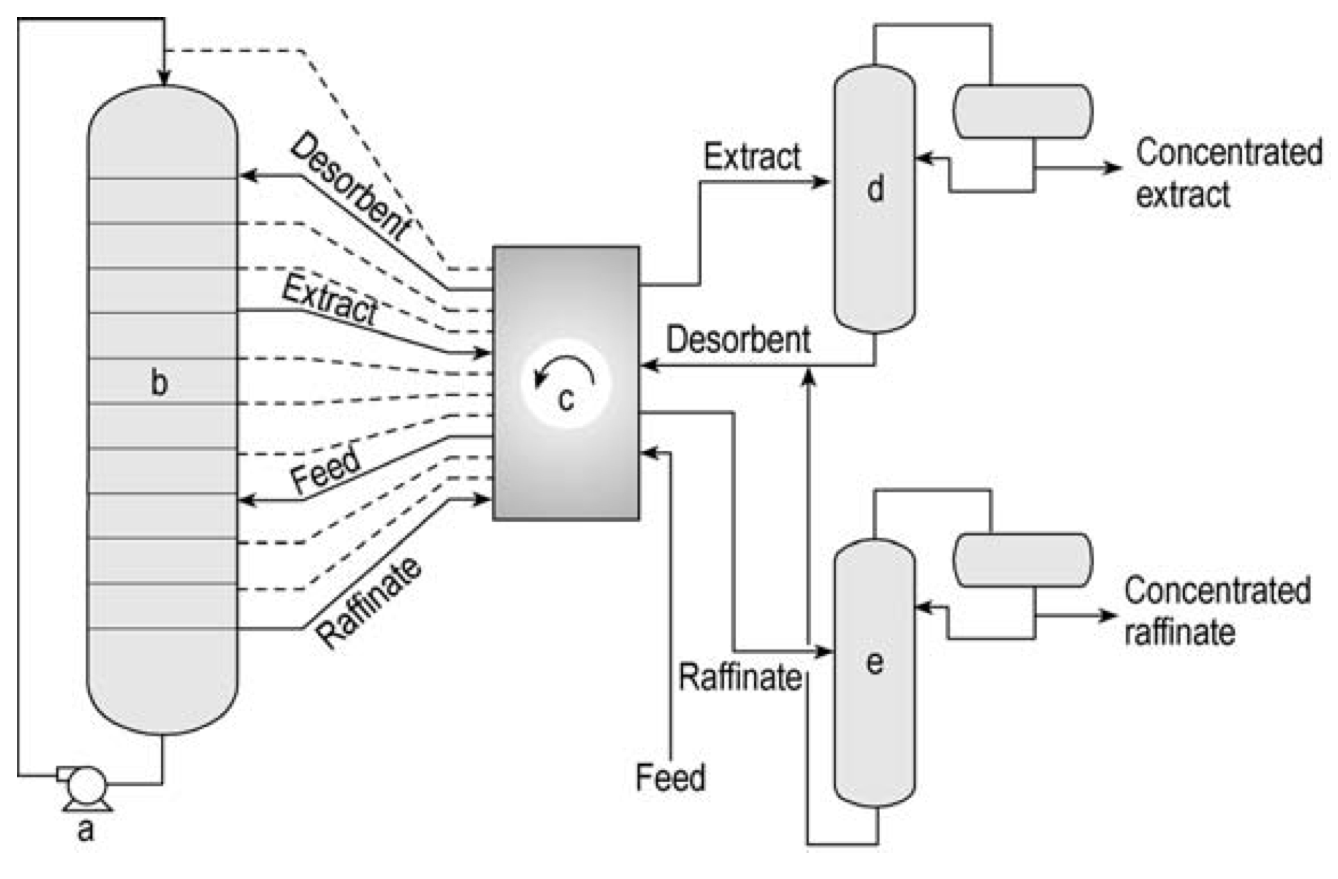 Desorbent
Extract
b
Feed
Raffinate
a
c
Extract
d
Concentrated
extract
Desorbent
Raffinate
e
Concentrated
raffinate
Feed